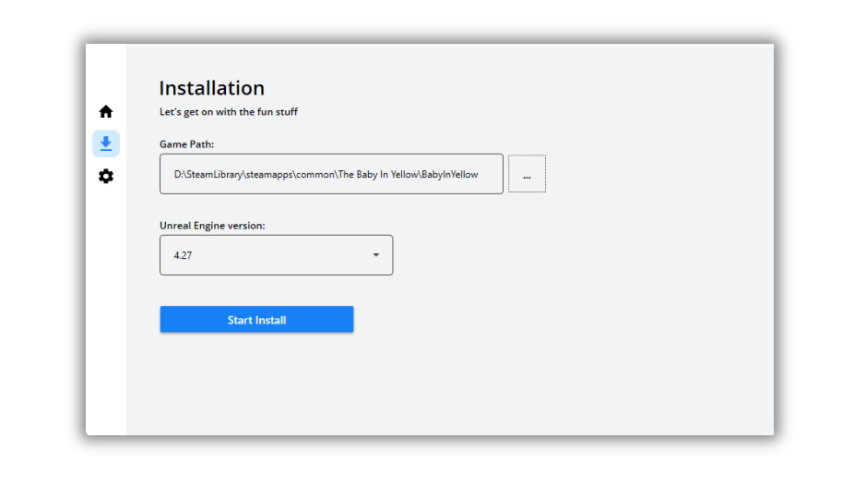 Installation
Let's get on with the fun stuff
Game Path:
D:\SteamLibrary\steamapps\common\The Baby In Yellow\BabyInYellow
...
Unreal Engine version:
4.27
Start Install